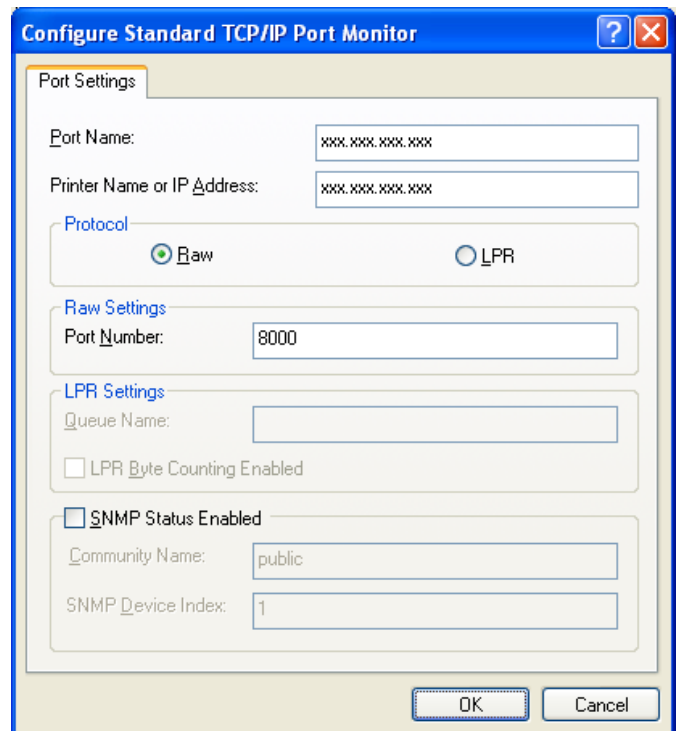 Configure Standard TCP/IP Port Monitor
Port Settings
Port Name: xxx.xxx.xxx.xxx
Printer Name or IP Address: xxx.xxx.xxx.xxx
Protocol
Raw LPR
Raw Settings
Port Number: 8000
LPR Settings
Queue Name:
LPR Byte Counting Enabled
SNMP Status Enabled
Community Name: public
SNMP Device Index: 1
OK Cancel